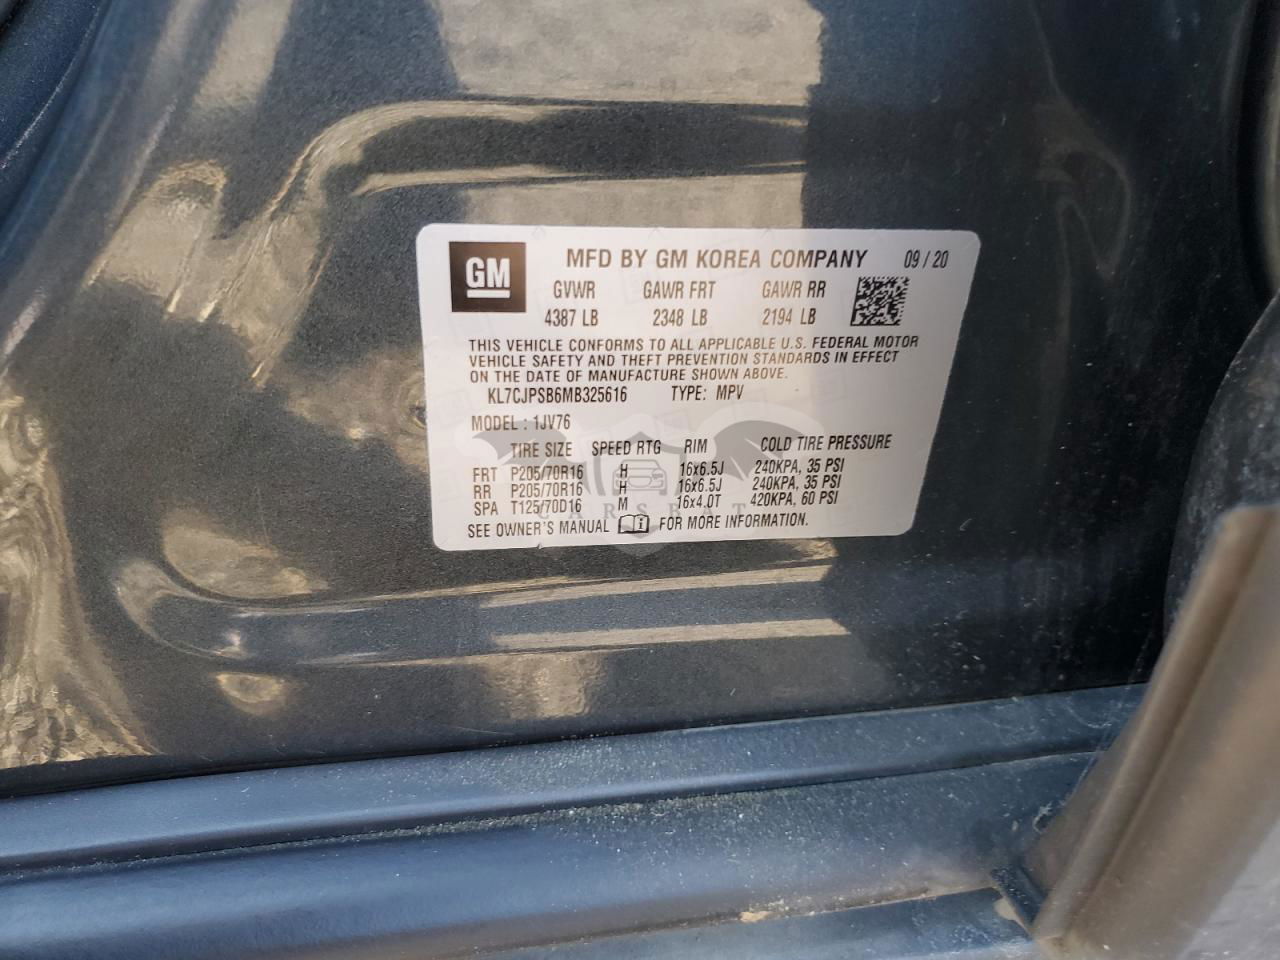 GM MFD BY GM KOREA COMPANY 09 / 20
GVWR GAWR FRT GAWR RR
4387 LB 2348 LB 2194 LB
THIS VEHICLE CONFORMS TO ALL APPLICABLE U.S. FEDERAL MOTOR
VEHICLE SAFETY AND THEFT PREVENTION STANDARDS IN EFFECT
ON THE DATE OF MANUFACTURE SHOWN ABOVE.
KL7CJPSB6MB325616 TYPE: MPV
MODEL : 1JV76
TIRE SIZE SPEED RTG RIM COLD TIRE PRESSURE
FRT P205/70R16 H 16x6.5J 240KPA, 35 PSI
RR P205/70R16 H 16x6.5J 240KPA, 35 PSI
SPA T125/70D16 M 16x4.0T 420KPA, 60 PSI
CARSBAT
SEE OWNER'S MANUAL FOR MORE INFORMATION.